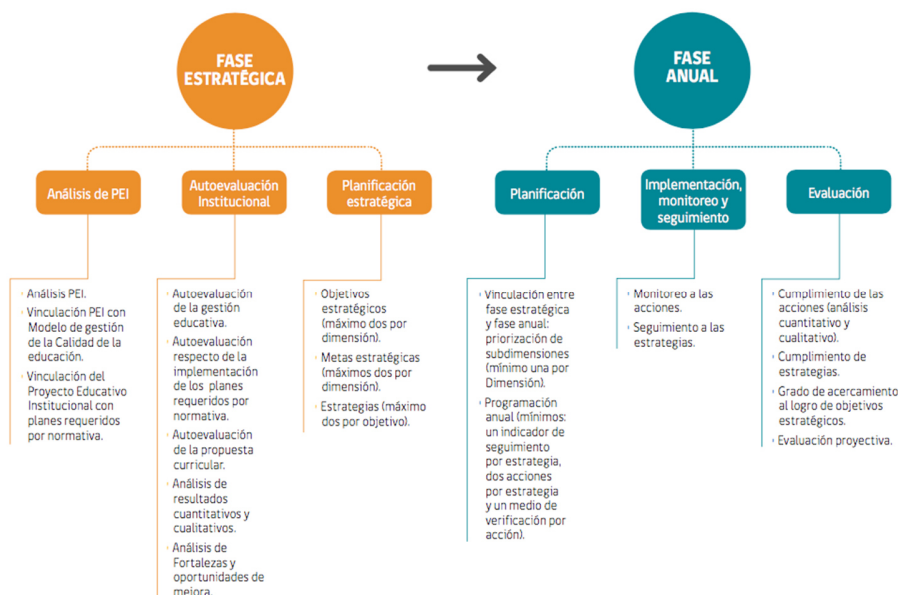 FASE
ESTRATÉGICA
FASE
ANUAL
Análisis de PEI
Autoevaluación
Institucional
Planificación
estratégica
Planificación
Implementación,
monitoreo y
seguimiento
Evaluación
Análisis PEI.
Vinculación PEI con
Modelo de gestión
de la Calidad de la
educación.
Vinculación del
Proyecto Educativo
Institucional con
planes requeridos
por normativa.
Autoevaluación
de la gestión
educativa.
Autoevaluación
respecto de la
implementación
de los planes
requeridos por
normativa.
Autoevaluación
de la propuesta
curricular.
Análisis de
resultados
cuantitativos y
cualitativos.
Análisis de
Fortalezas y
oportunidades de
mejora.
Objetivos
estratégicos
(máximo dos por
dimensión).
Metas estratégicas
(máximos dos por
dimensión).
Estrategias (máximo
dos por objetivo).
Vinculación entre
fase estratégica
y fase anual:
priorización de
subdimensiones
(mínimo una por
Dimensión).
Programación
anual (mínimos:
un indicador de
seguimiento
por estrategia,
dos acciones
por estrategia
y un medio de
verificación por
acción).
Monitoreo a las
acciones.
Seguimiento a las
estrategias.
Cumplimiento de las
acciones (análisis
cuantitativo y
cualitativo).
Cumplimiento de
estrategias.
Grado de acercamiento
al logro de objetivos
estratégicos.
Evaluación proyectiva.